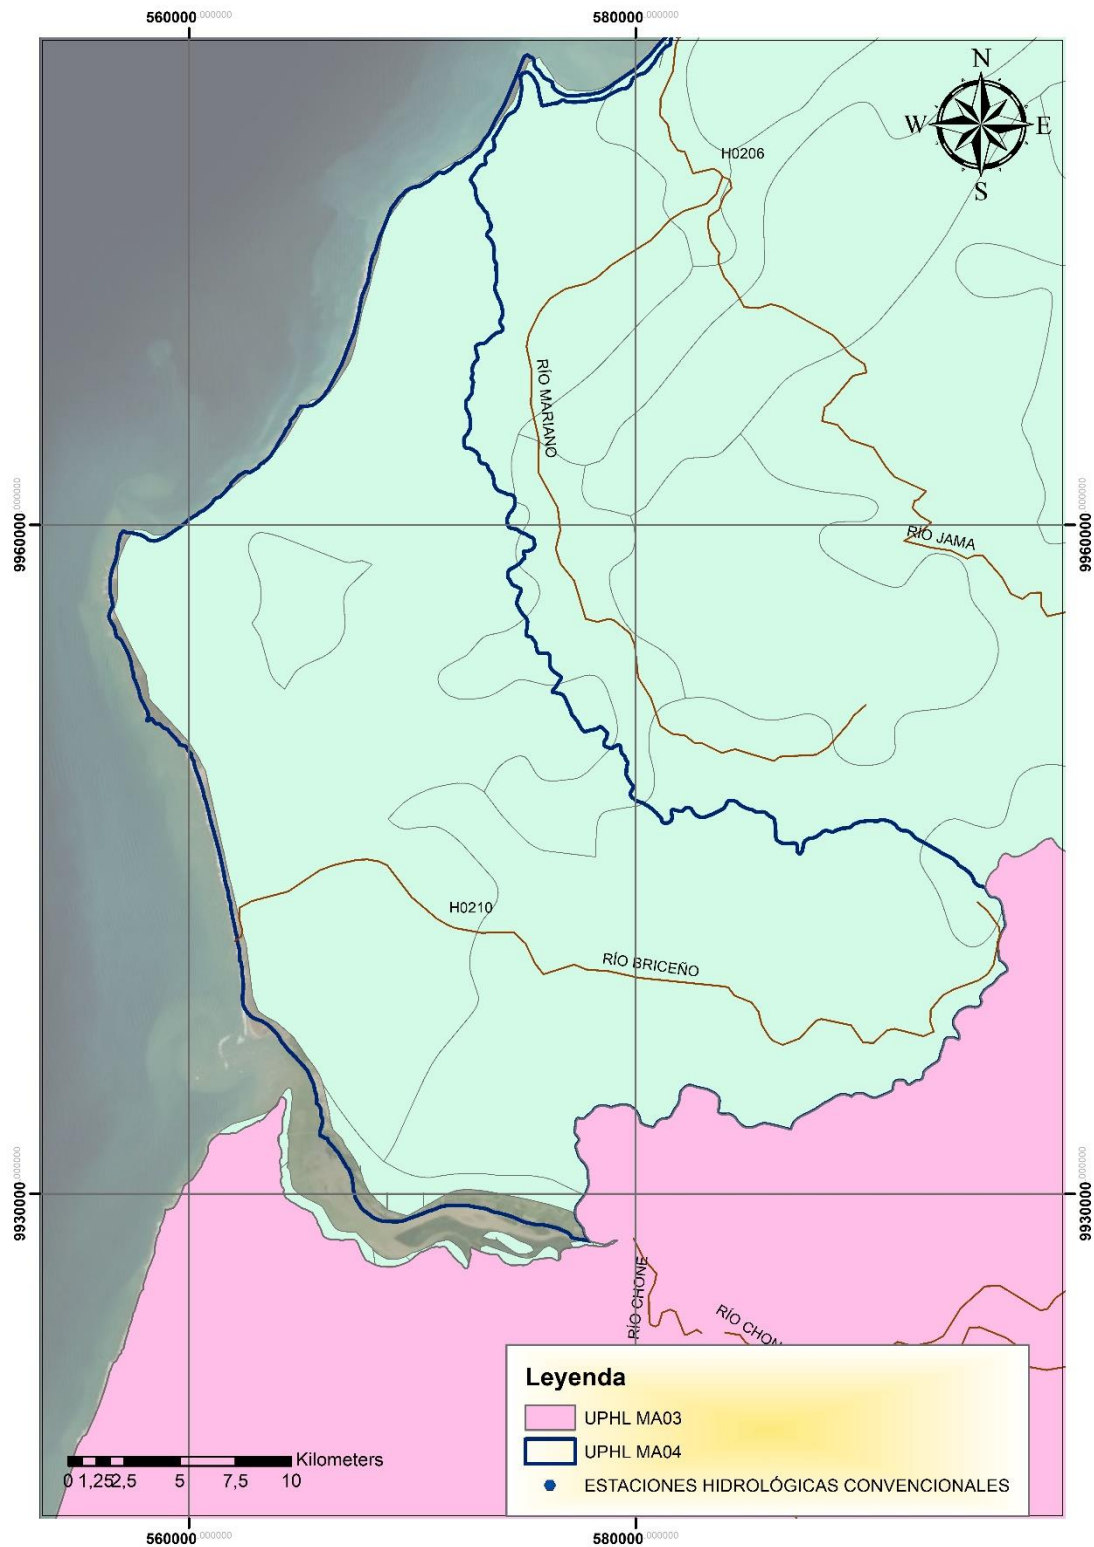 560000.000000
580000.000000
N
W E
S
H0206
RÍO MARIANO
9960000.000000
9960000.000000
RÍO JAMA
H0210
RÍO BRICEÑO
9930000.000000
9930000.000000
RÍO CHONE
RÍO CHON
Leyenda
UPHL MA03
UPHL MA04
ESTACIONES HIDROLÓGICAS CONVENCIONALES
Kilometers
0 1,25 2,5 5 7,5 10
560000.000000
580000.000000